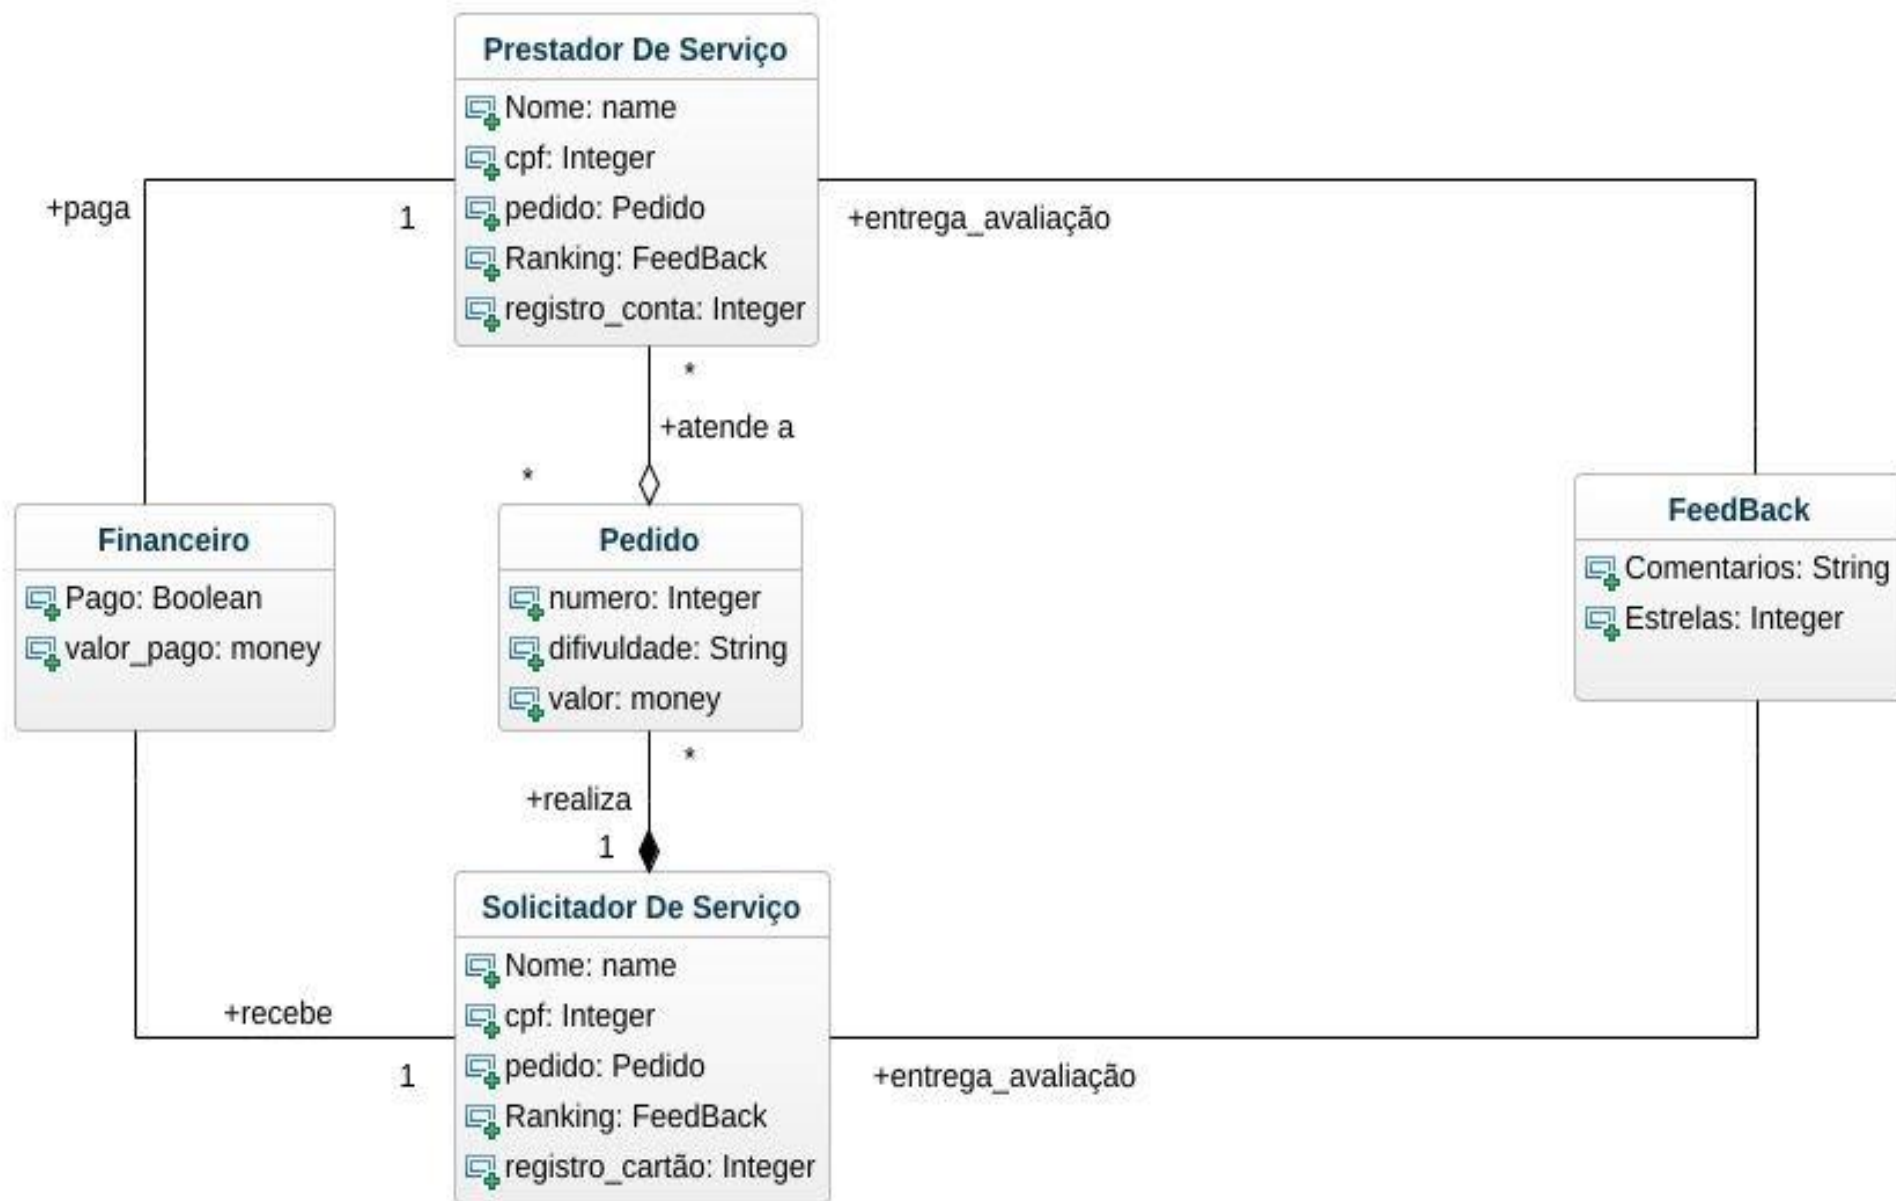 Prestador De Serviço
Nome: name
cpf: Integer
pedido: Pedido
Ranking: FeedBack
registro_conta: Integer
+paga
1
+entrega_avaliação
*
+atende a
*
Financeiro
Pago: Boolean
valor_pago: money
Pedido
numero: Integer
difivuldade: String
valor: money
FeedBack
Comentarios: String
Estrelas: Integer
*
+realiza
1
Solicitador De Serviço
Nome: name
cpf: Integer
pedido: Pedido
Ranking: FeedBack
registro_cartão: Integer
+recebe
1
+entrega_avaliação